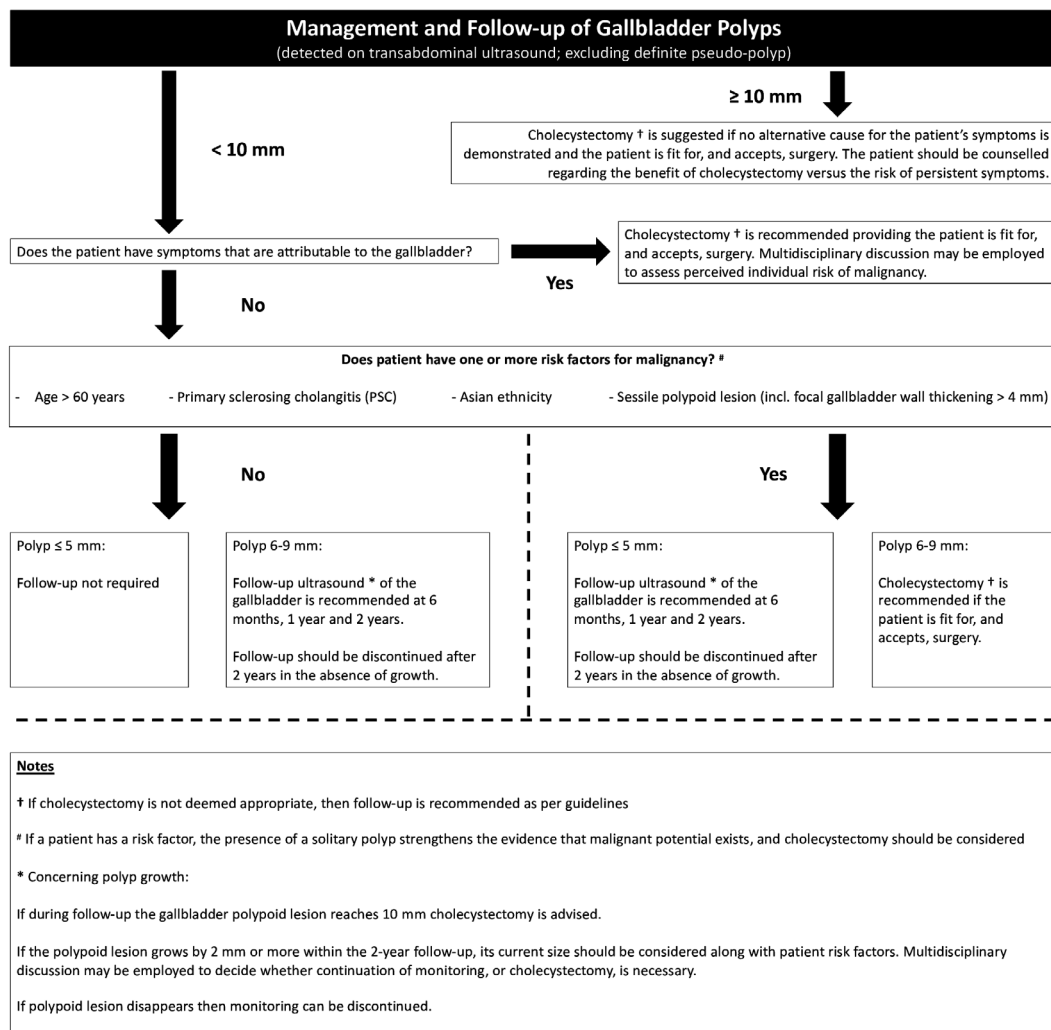 Management and Follow-up of Gallbladder Polyps
(detected on transabdominal ultrasound; excluding definite pseudo-polyp)
≥ 10 mm
< 10 mm
Cholecystectomy † is suggested if no alternative cause for the patient's symptoms is
demonstrated and the patient is fit for, and accepts, surgery. The patient should be counselled
regarding the benefit of cholecystectomy versus the risk of persistent symptoms.
Does the patient have symptoms that are attributable to the gallbladder?
Yes
Cholecystectomy † is recommended providing the patient is fit for,
and accepts, surgery. Multidisciplinary discussion may be employed
to assess perceived individual risk of malignancy.
No
Does patient have one or more risk factors for malignancy? #
- Age > 60 years - Primary sclerosing cholangitis (PSC) - Asian ethnicity - Sessile polypoid lesion (incl. focal gallbladder wall thickening > 4 mm)
No
Yes
Polyp ≤ 5 mm:
Follow-up not required
Polyp 6-9 mm:
Follow-up ultrasound * of the
gallbladder is recommended at 6
months, 1 year and 2 years.
Follow-up should be discontinued after
2 years in the absence of growth.
Polyp ≤ 5 mm:
Follow-up ultrasound * of the
gallbladder is recommended at 6
months, 1 year and 2 years.
Follow-up should be discontinued after
2 years in the absence of growth.
Polyp 6-9 mm:
Cholecystectomy † is
recommended if the
patient is fit for, and
accepts, surgery.
Notes
† If cholecystectomy is not deemed appropriate, then follow-up is recommended as per guidelines
# If a patient has a risk factor, the presence of a solitary polyp strengthens the evidence that malignant potential exists, and cholecystectomy should be considered
* Concerning polyp growth:
If during follow-up the gallbladder polypoid lesion reaches 10 mm cholecystectomy is advised.
If the polypoid lesion grows by 2 mm or more within the 2-year follow-up, its current size should be considered along with patient risk factors. Multidisciplinary
discussion may be employed to decide whether continuation of monitoring, or cholecystectomy, is necessary.
If polypoid lesion disappears then monitoring can be discontinued.